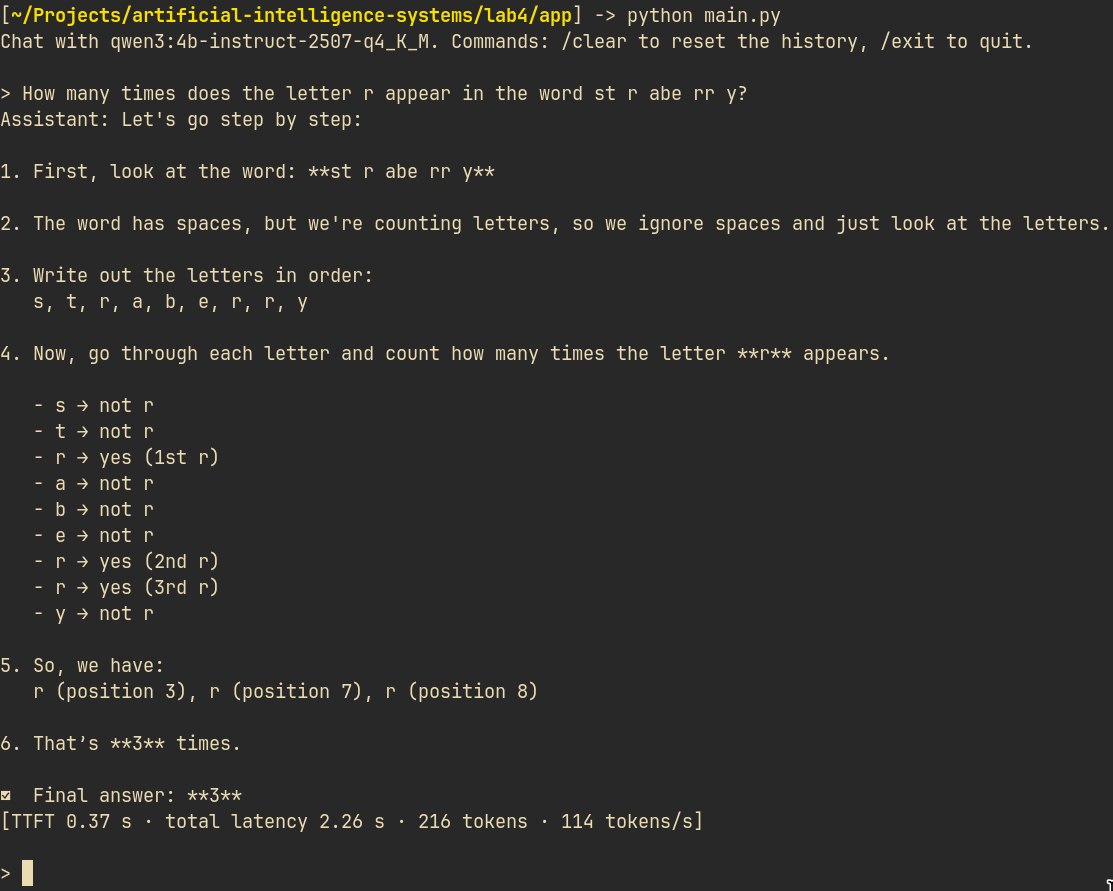 [~/Projects/artificial-intelligence-systems/lab4/app] -> python main.py
Chat with qwen3:4b-instruct-2507-q4_K_M. Commands: /clear to reset the history, /exit to quit.
> How many times does the letter r appear in the word st r abe rr y?
Assistant: Let's go step by step:
1. First, look at the word: **st r abe rr y**
2. The word has spaces, but we're counting letters, so we ignore spaces and just look at the letters.
3. Write out the letters in order:
s, t, r, a, b, e, r, r, y
4. Now, go through each letter and count how many times the letter **r** appears.
- s → not r
- t → not r
- r → yes (1st r)
- a → not r
- b → not r
- e → not r
- r → yes (2nd r)
- r → yes (3rd r)
- y → not r
5. So, we have:
r (position 3), r (position 7), r (position 8)
6. That’s **3** times.
☑ Final answer: **3**
[TTFT 0.37 s · total latency 2.26 s · 216 tokens · 114 tokens/s]
>